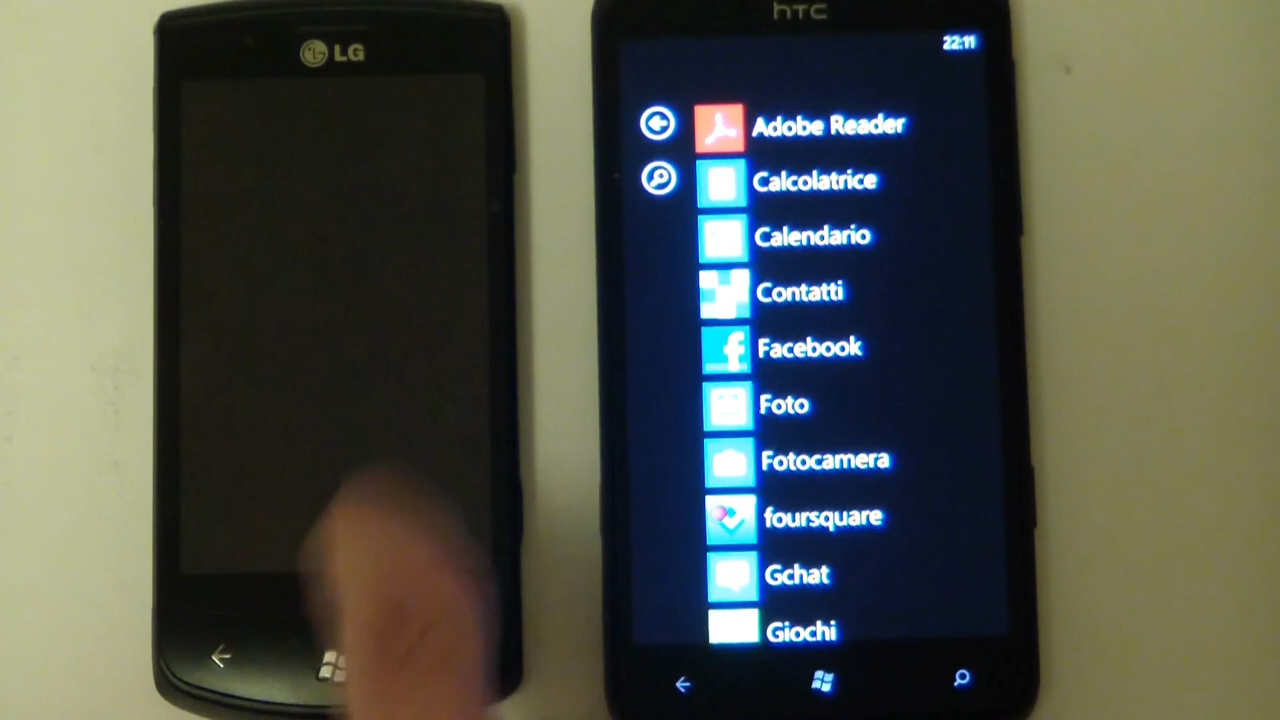 LG
hTC
22:11
Adobe Reader
Calcolatrice
Calendario
Contatti
Facebook
Foto
Fotocamera
foursquare
Gchat
Giochi